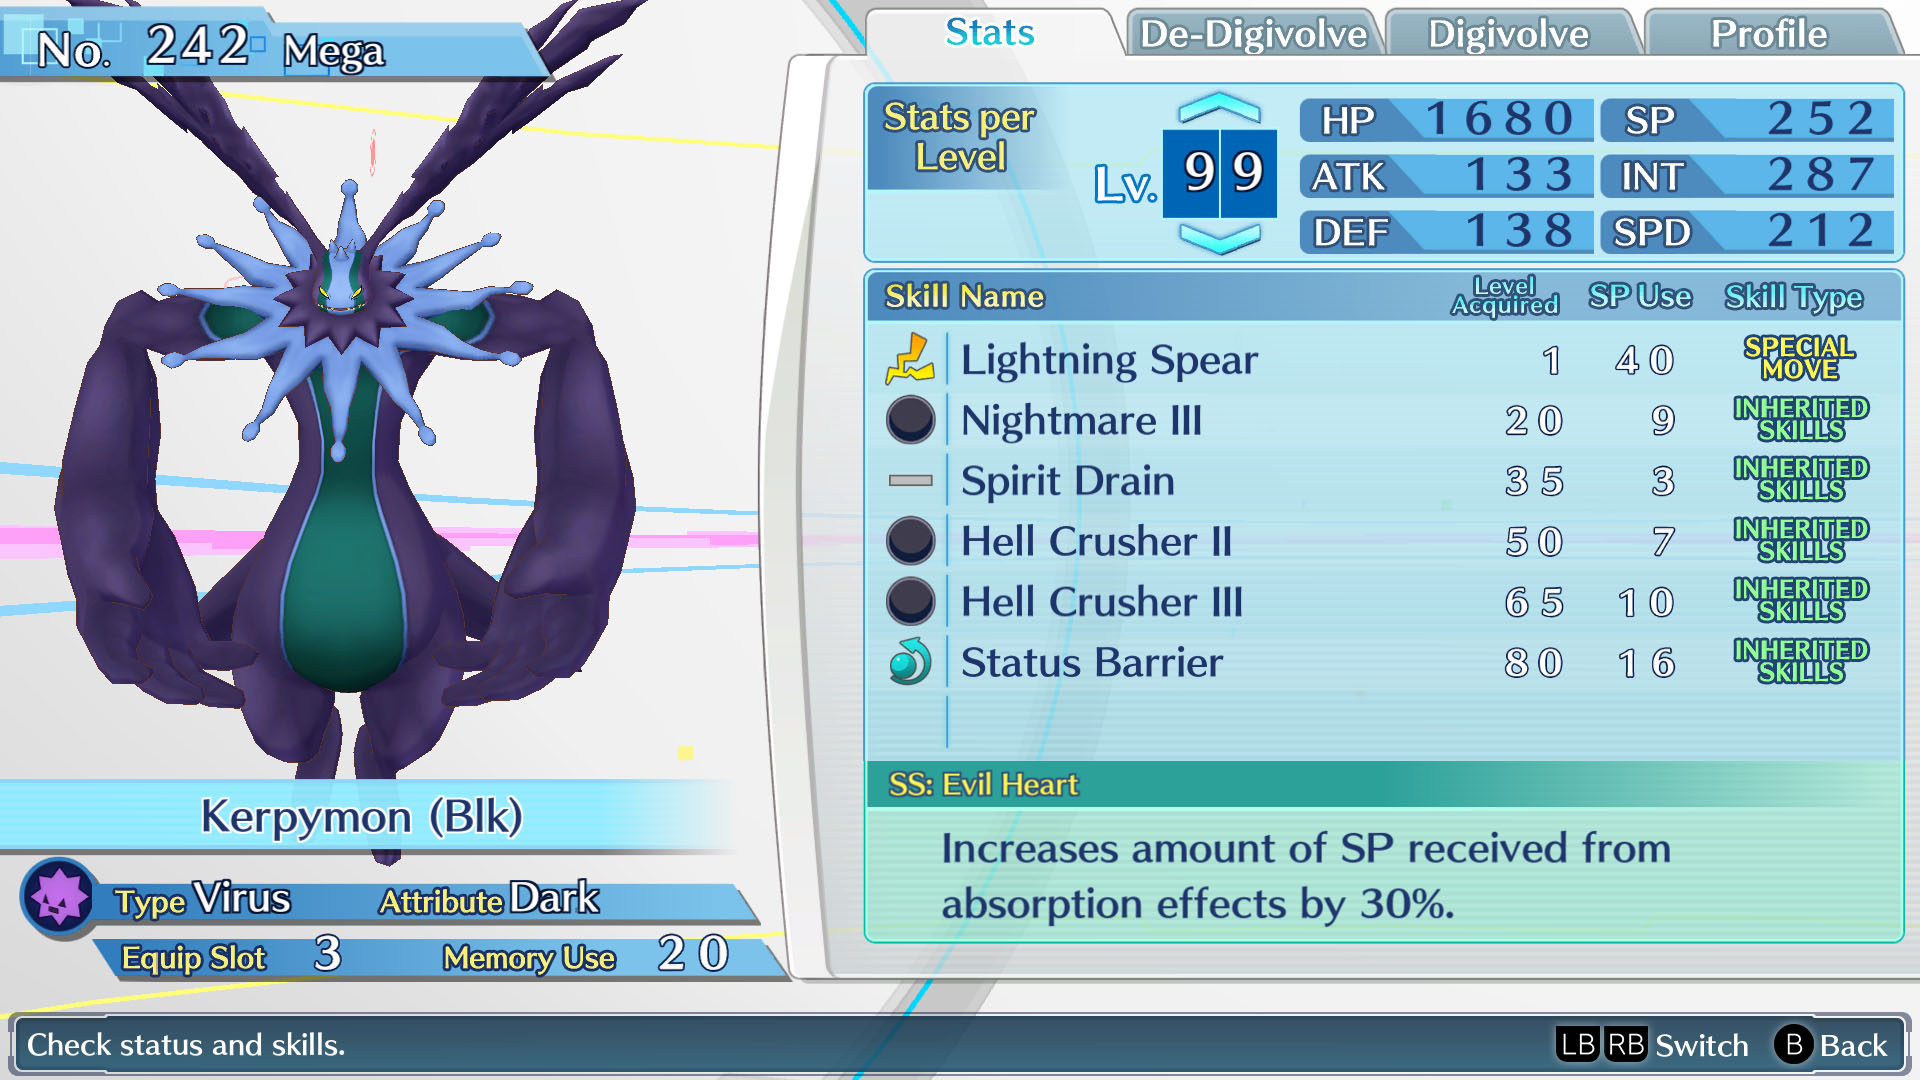 No. 242 Mega
Stats De-Digivolve Digivolve Profile
Stats per
Level
Lv. 99
HP 1680 SP 252
ATK 133 INT 287
DEF 138 SPD 212
Skill Name Level Acquired SP Use Skill Type
Lightning Spear 1 40 SPECIAL MOVE
Nightmare III 20 9 INHERITED SKILLS
Spirit Drain 35 3 INHERITED SKILLS
Hell Crusher II 50 7 INHERITED SKILLS
Hell Crusher III 65 10 INHERITED SKILLS
Status Barrier 80 16 INHERITED SKILLS
SS: Evil Heart
Increases amount of SP received from
absorption effects by 30%.
Kerpymon (Blk)
Type Virus Attribute Dark
Equip Slot 3 Memory Use 20
Check status and skills.
LB RB Switch B Back